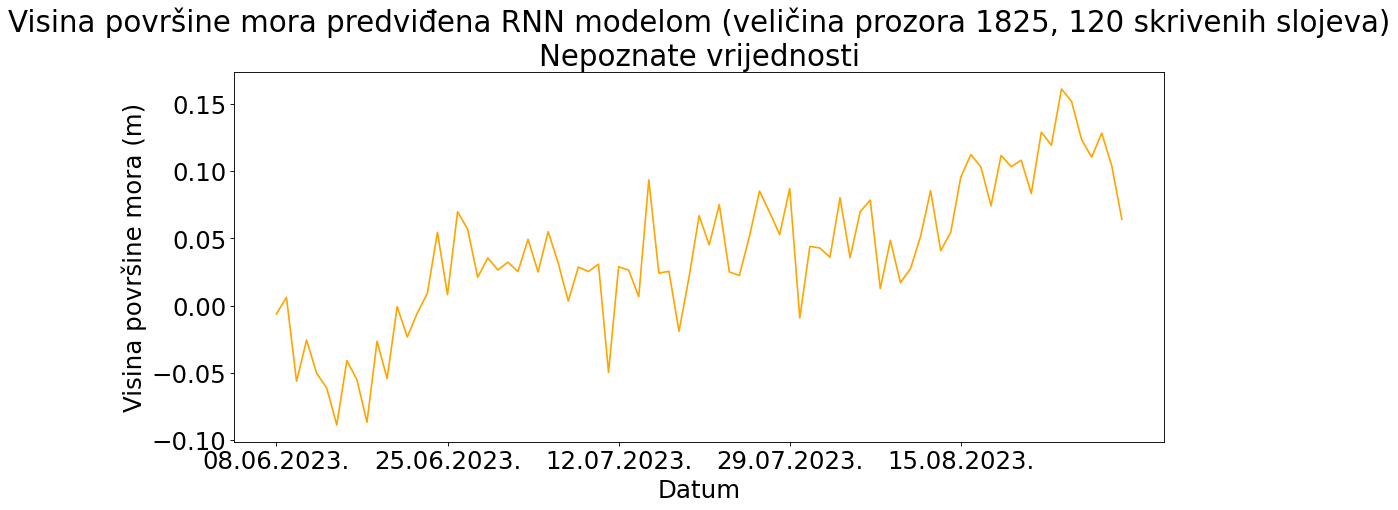 Visina površine mora predviđena RNN modelom (veličina prozora 1825, 120 skrivenih slojeva)
Nepoznate vrijednosti
Visina površine mora (m)
0.15
0.10
0.05
0.00
−0.05
−0.10
08.06.2023. 25.06.2023. 12.07.2023. 29.07.2023. 15.08.2023.
Datum